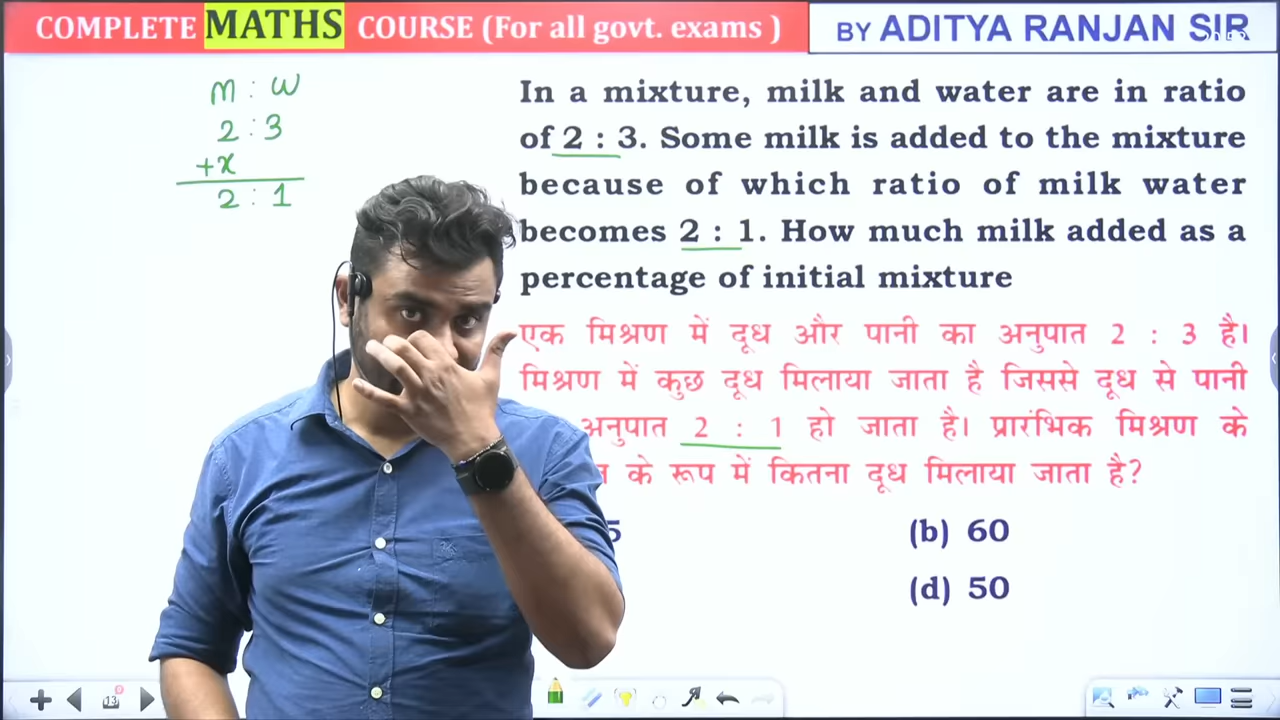 COMPLETE MATHS COURSE (For all govt. exams )
BY ADITYA RANJAN SIR
M : W
2 : 3
+x
2 : 1
In a mixture, milk and water are in ratio
of 2 : 3. Some milk is added to the mixture
because of which ratio of milk water
becomes 2 : 1. How much milk added as a
percentage of initial mixture
एक मिश्रण में दूध और पानी का अनुपात 2 : 3 है।
मिश्रण में कुछ दूध मिलाया जाता है जिससे दूध से पानी
अनुपात 2 : 1 हो जाता है। प्रारंभिक मिश्रण के
के रूप में कितना दूध मिलाया जाता है?
5
(b) 60
(d) 50
13